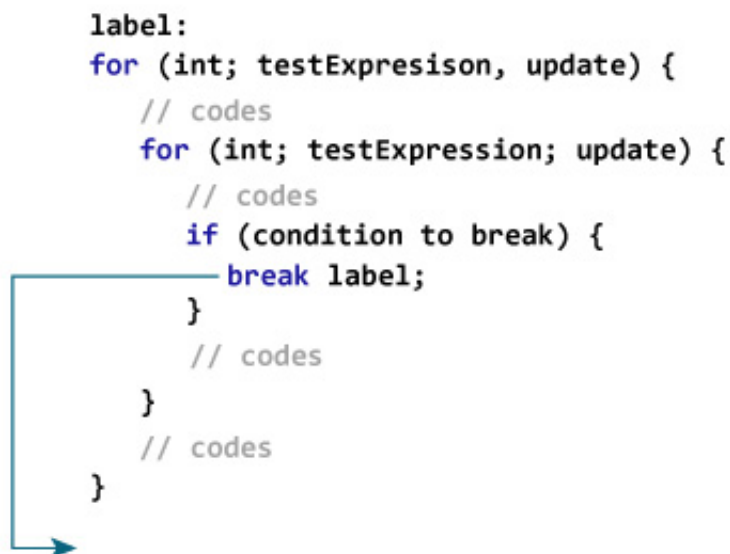 label:
for (int; testExpresison, update) {
// codes
for (int; testExpression; update) {
// codes
if (condition to break) {
break label;
}
// codes
}
// codes
}